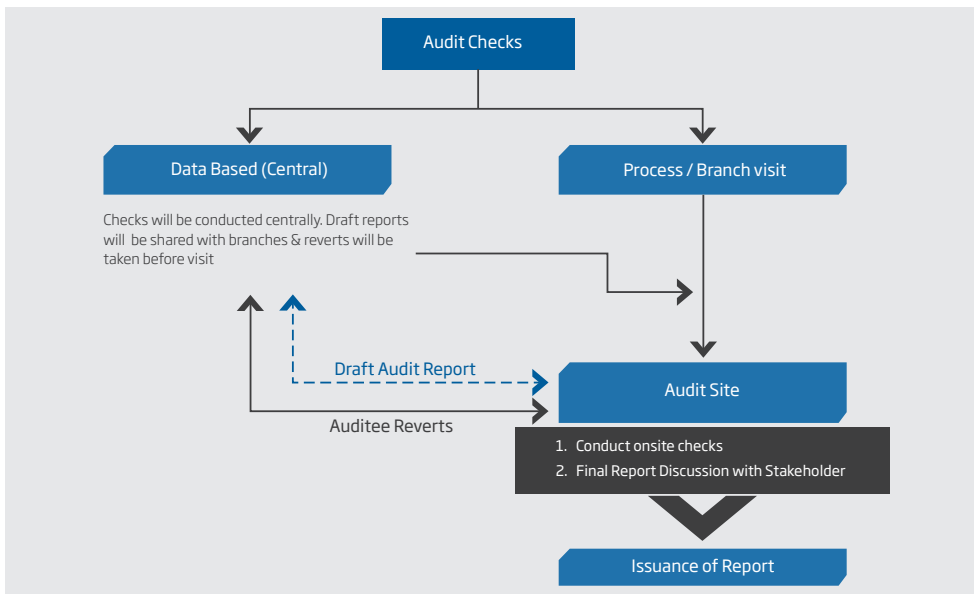 Audit Checks
Data Based (Central)
Process / Branch visit
Checks will be conducted centrally. Draft reports
will be shared with branches & reverts will be
taken before visit
Draft Audit Report
Auditee Reverts
Audit Site
1. Conduct onsite checks
2. Final Report Discussion with Stakeholder
Issuance of Report